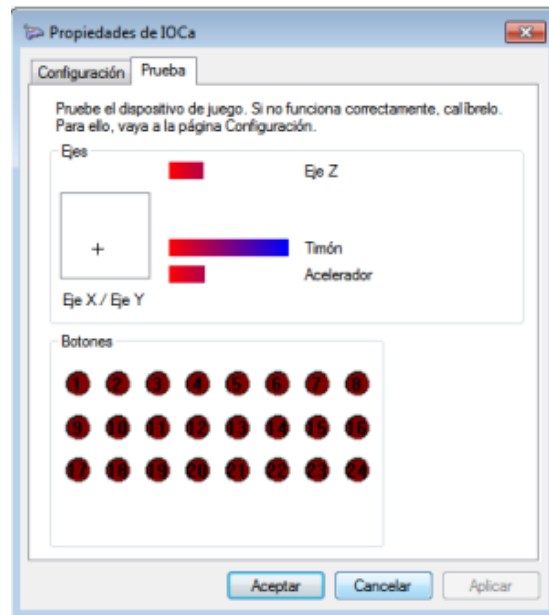 Propiedades de IOCa
Configuración Prueba
Pruebe el dispositivo de juego. Si no funciona correctamente, calíbrelo.
Para ello, vaya a la página Configuración.
Ejes
Eje Z
Timón
Acelerador
Eje X / Eje Y
Botones
1 2 3 4 5 6 7 8
9 10 11 12 13 14 15 16
17 18 19 20 21 22 23 24
Aceptar Cancelar Aplicar